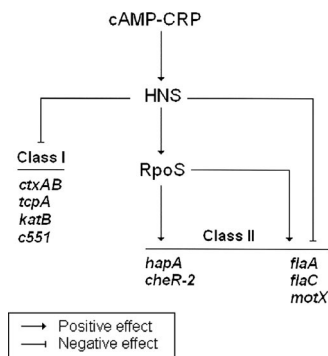 cAMP-CRP
HNS
Class I
ctxAB
tcpA
katB
c551
RpoS
Class II
hapA
cheR-2
flaA
flaC
motX
Positive effect
Negative effect